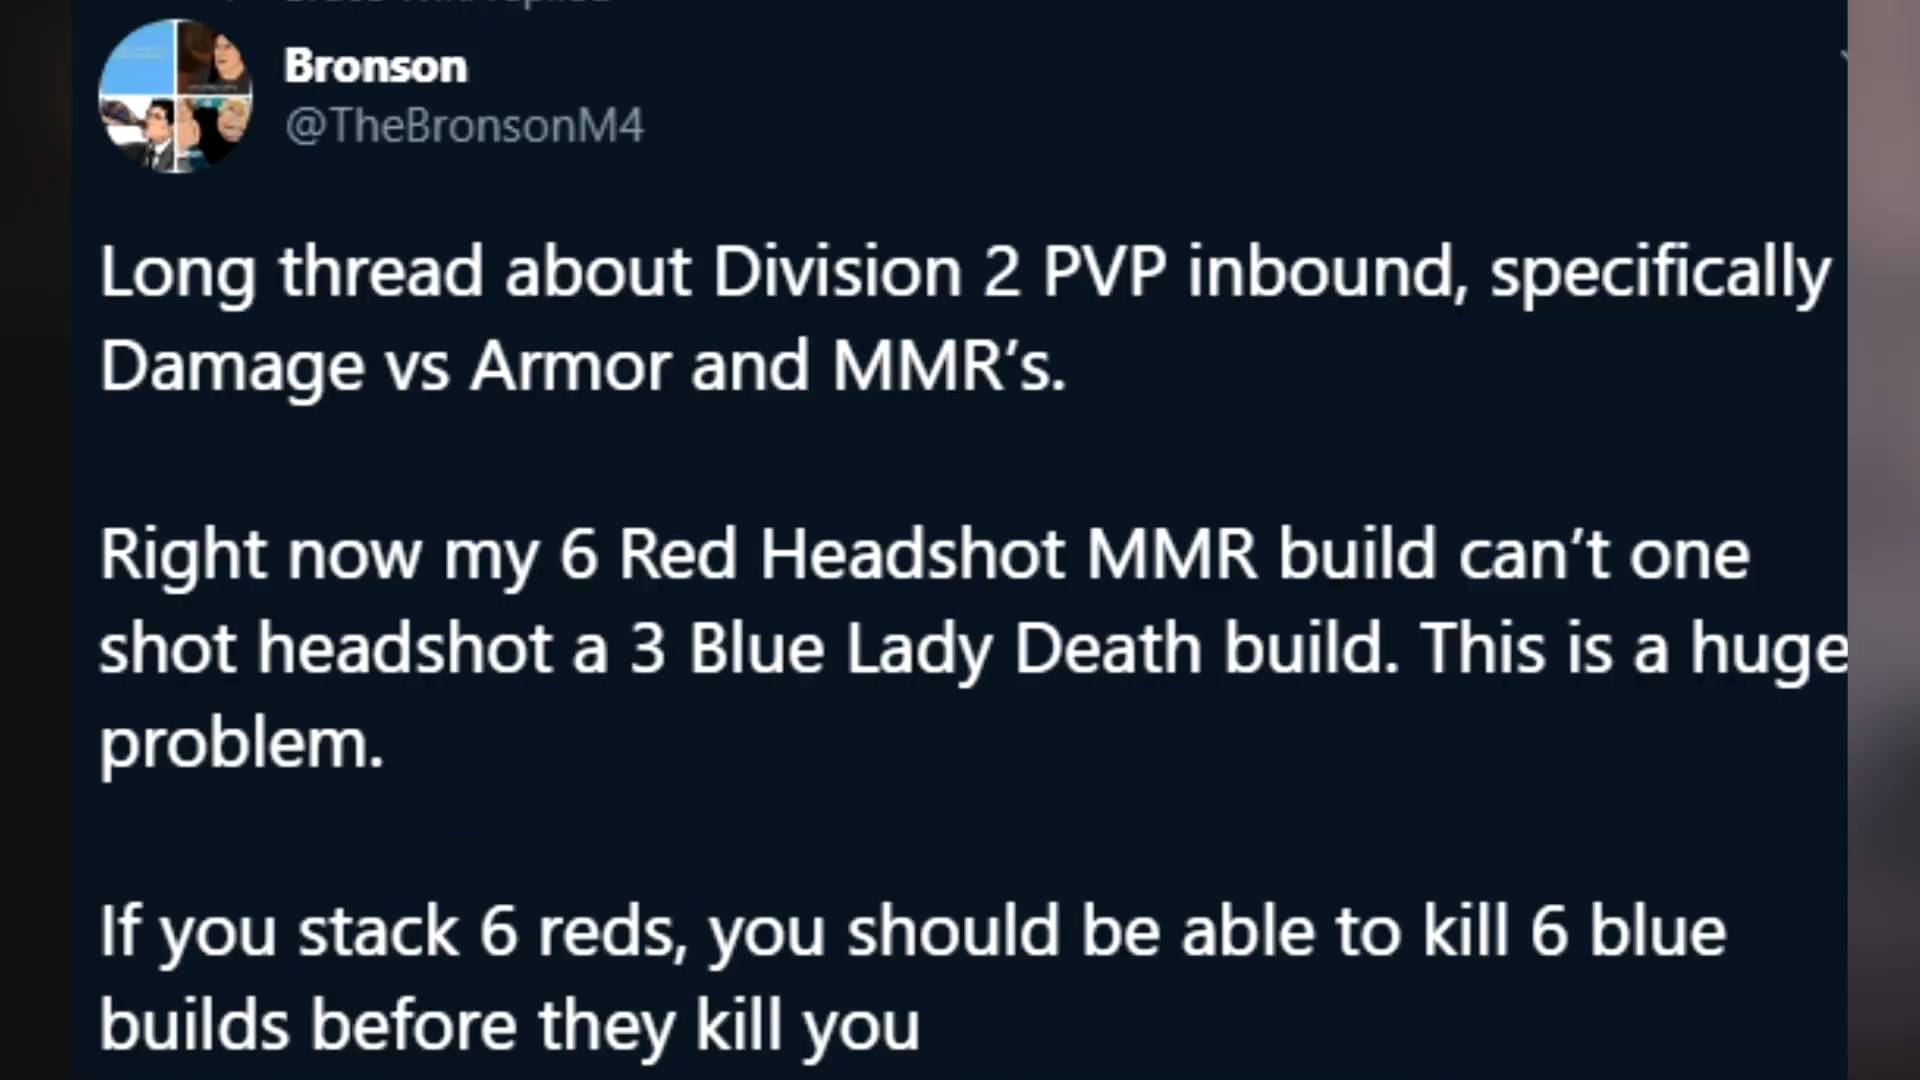 Bronson
@TheBronsonM4
Long thread about Division 2 PVP inbound, specifically
Damage vs Armor and MMR’s.
Right now my 6 Red Headshot MMR build can’t one
shot headshot a 3 Blue Lady Death build. This is a huge
problem.
If you stack 6 reds, you should be able to kill 6 blue
builds before they kill you